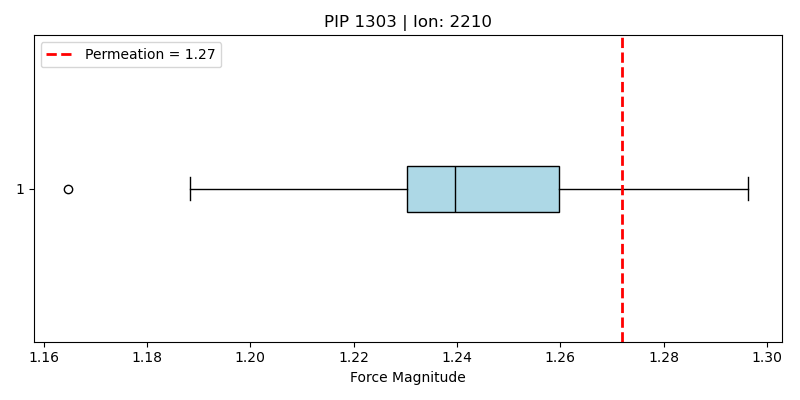 PIP 1303 | Ion: 2210
Permeation = 1.27
1
1.16 1.18 1.20 1.22 1.24 1.26 1.28 1.30
Force Magnitude